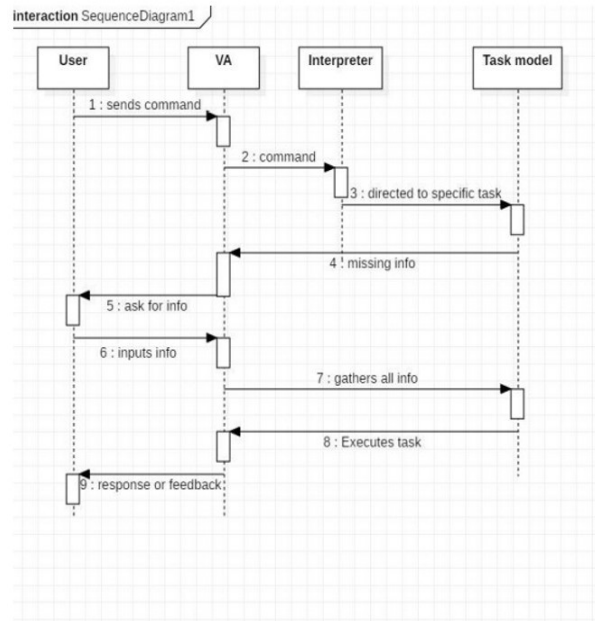 interaction SequenceDiagram1
User
VA
Interpreter
Task model
1 : sends command
2 : command
3 : directed to specific task
4 : missing info
5 : ask for info
6 : inputs info
7 : gathers all info
8 : Executes task
9 : response or feedback